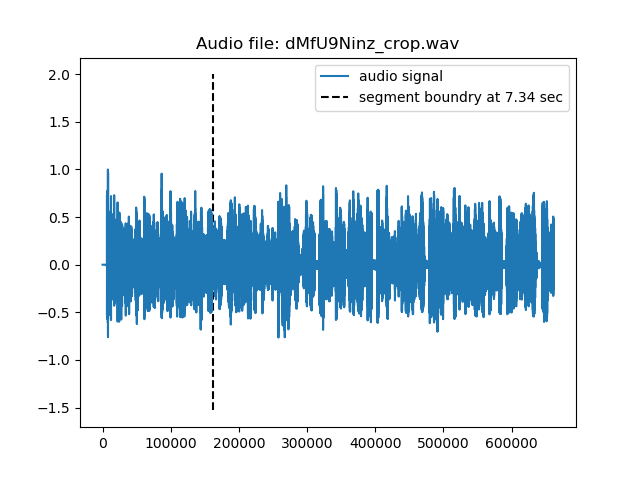 Audio file: dMfU9Ninz_crop.wav
audio signal
segment boundry at 7.34 sec
2.0
1.5
1.0
0.5
0.0
−0.5
−1.0
−1.5
0 100000 200000 300000 400000 500000 600000